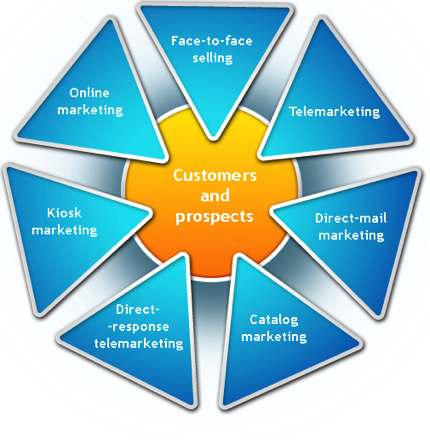 Face-to-face
selling
Telemarketing
Direct-mail
marketing
Catalog
marketing
Direct-
-response
telemarketing
Kiosk
marketing
Online
marketing
Customers
and
prospects